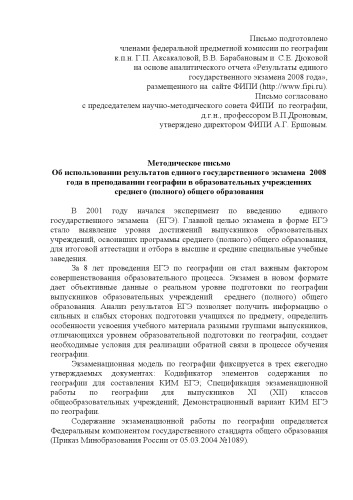 Письмо подготовлено
членами федеральной предметной комиссии по географии
к.п.н. Г.П. Аксакаловой, В.В. Барабановым и С.Е. Дюковой
на основе аналитического отчета «Результаты единого
государственного экзамена 2008 года»,
размещенного на сайте ФИПИ (http://www.fipi.ru).
Письмо согласовано
с председателем научно-методического совета ФИПИ по географии,
д.г.н., профессором В.П.Дроновым,
утверждено директором ФИПИ А.Г. Ершовым.
Методическое письмо
Об использовании результатов единого государственного экзамена 2008
года в преподавании географии в образовательных учреждениях
среднего (полного) общего образования
В 2001 году начался эксперимент по введению единого
государственного экзамена (ЕГЭ). Главной целью экзамена в форме ЕГЭ
стало выявление уровня достижений выпускников образовательных
учреждений, освоивших программы среднего (полного) общего образования,
для итоговой аттестации и отбора в высшие и средние специальные учебные
заведения.
За 8 лет проведения ЕГЭ по географии он стал важным фактором
совершенствования образовательного процесса. Экзамен в новом формате
дает объективные данные о реальном уровне подготовки по географии
выпускников образовательных учреждений среднего (полного) общего
образования. Анализ результатов ЕГЭ позволяет получить информацию о
сильных и слабых сторонах подготовки учащихся по предмету, определить
особенности усвоения учебного материала разными группами выпускников,
отличающихся уровнем образовательной подготовки по географии, создает
необходимые условия для реализации обратной связи в процессе обучения
географии.
Экзаменационная модель по географии фиксируется в трех ежегодно
утверждаемых документах: Кодификатор элементов содержания по
географии для составления КИМ ЕГЭ; Спецификация экзаменационной
работы по географии для выпускников XI (XII) классов
общеобразовательных учреждений; Демонстрационный вариант КИМ ЕГЭ
по географии.
Содержание экзаменационной работы по географии определяется
Федеральным компонентом государственного стандарта общего образования
(Приказ Минобразования России от 05.03.2004 №1089).